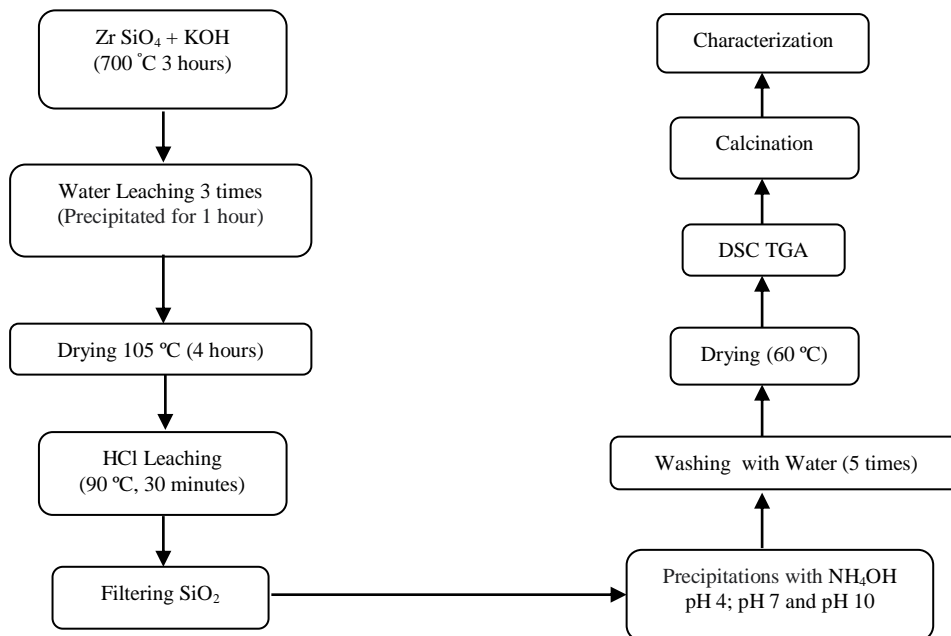 Zr SiO₄ + KOH
(700 °C 3 hours)
Water Leaching 3 times
(Precipitated for 1 hour)
Drying 105 ºC (4 hours)
HCl Leaching
(90 ºC, 30 minutes)
Filtering SiO₂
Precipitations with NH₄OH
pH 4; pH 7 and pH 10
Washing with Water (5 times)
Drying (60 ºC)
DSC TGA
Calcination
Characterization